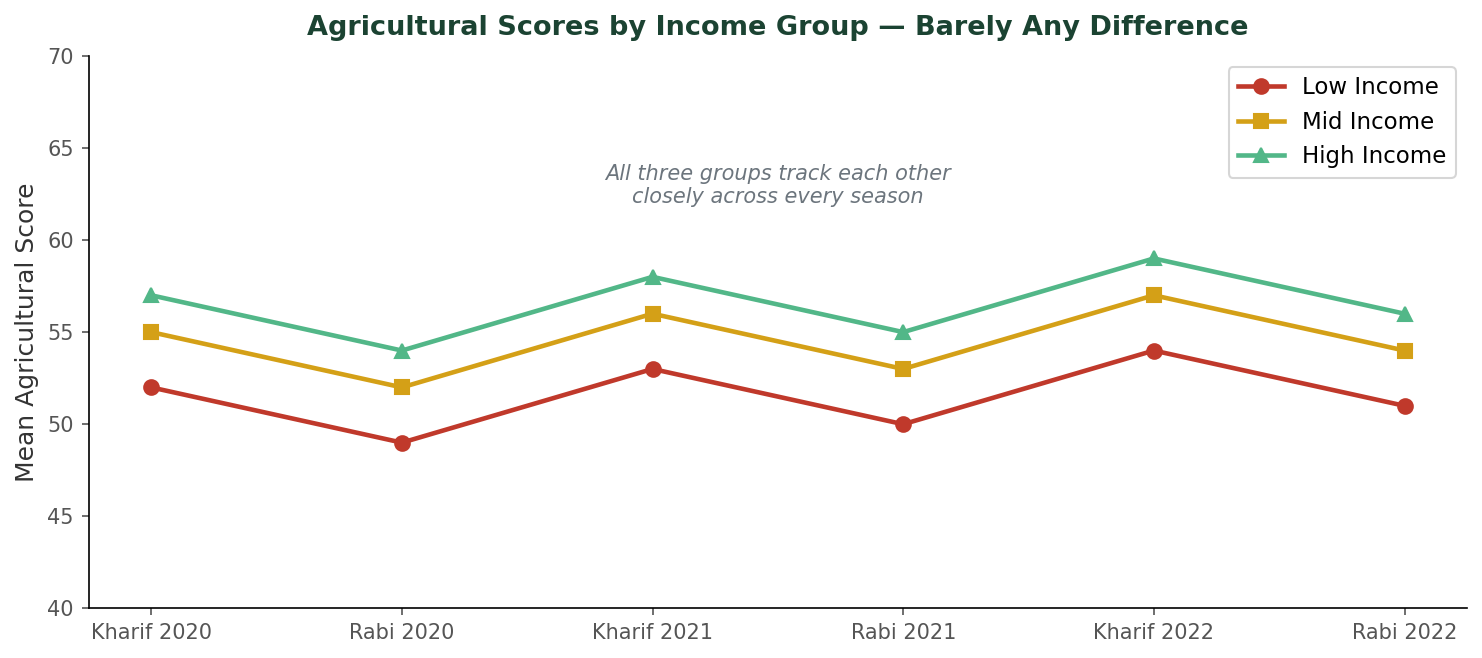 Agricultural Scores by Income Group — Barely Any Difference
70
65
60
55
50
45
40
Mean Agricultural Score
All three groups track each other
closely across every season
Low Income
Mid Income
High Income
Kharif 2020
Rabi 2020
Kharif 2021
Rabi 2021
Kharif 2022
Rabi 2022